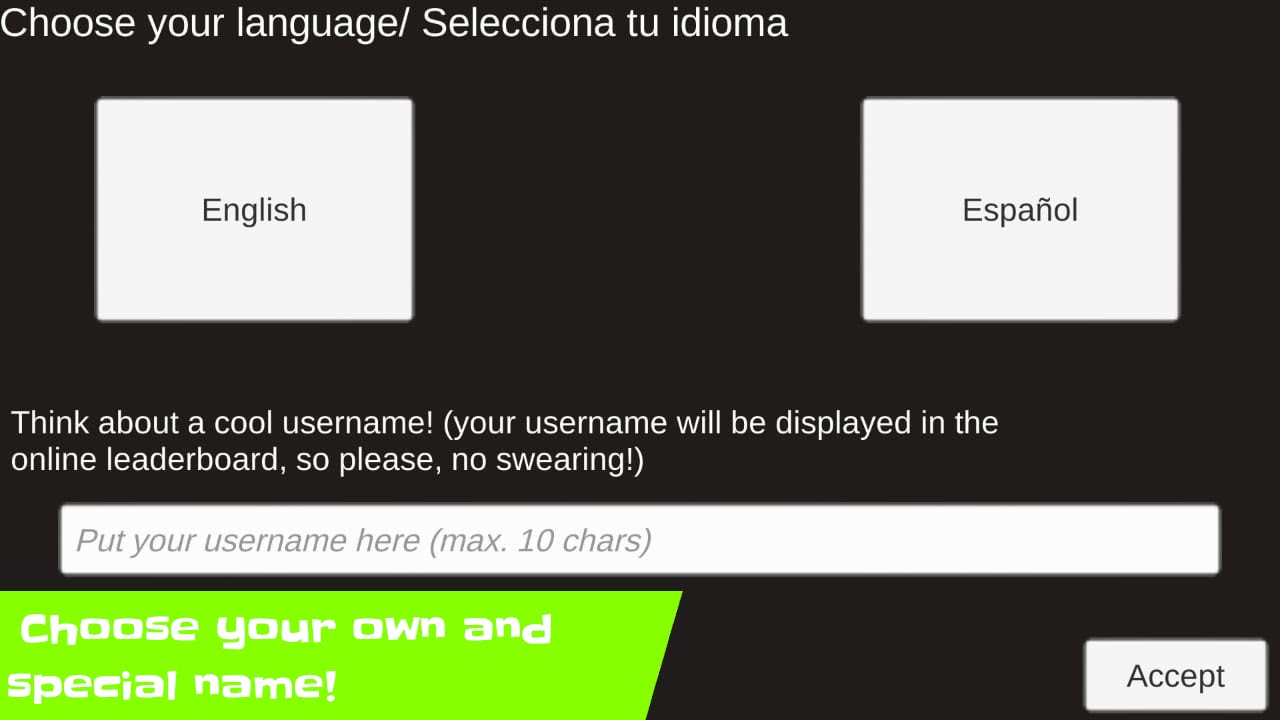 Choose your language/ Selecciona tu idioma
English
Español
Think about a cool username! (your username will be displayed in the
online leaderboard, so please, no swearing!)
Put your username here (max. 10 chars)
Choose your own and
special name!
Accept